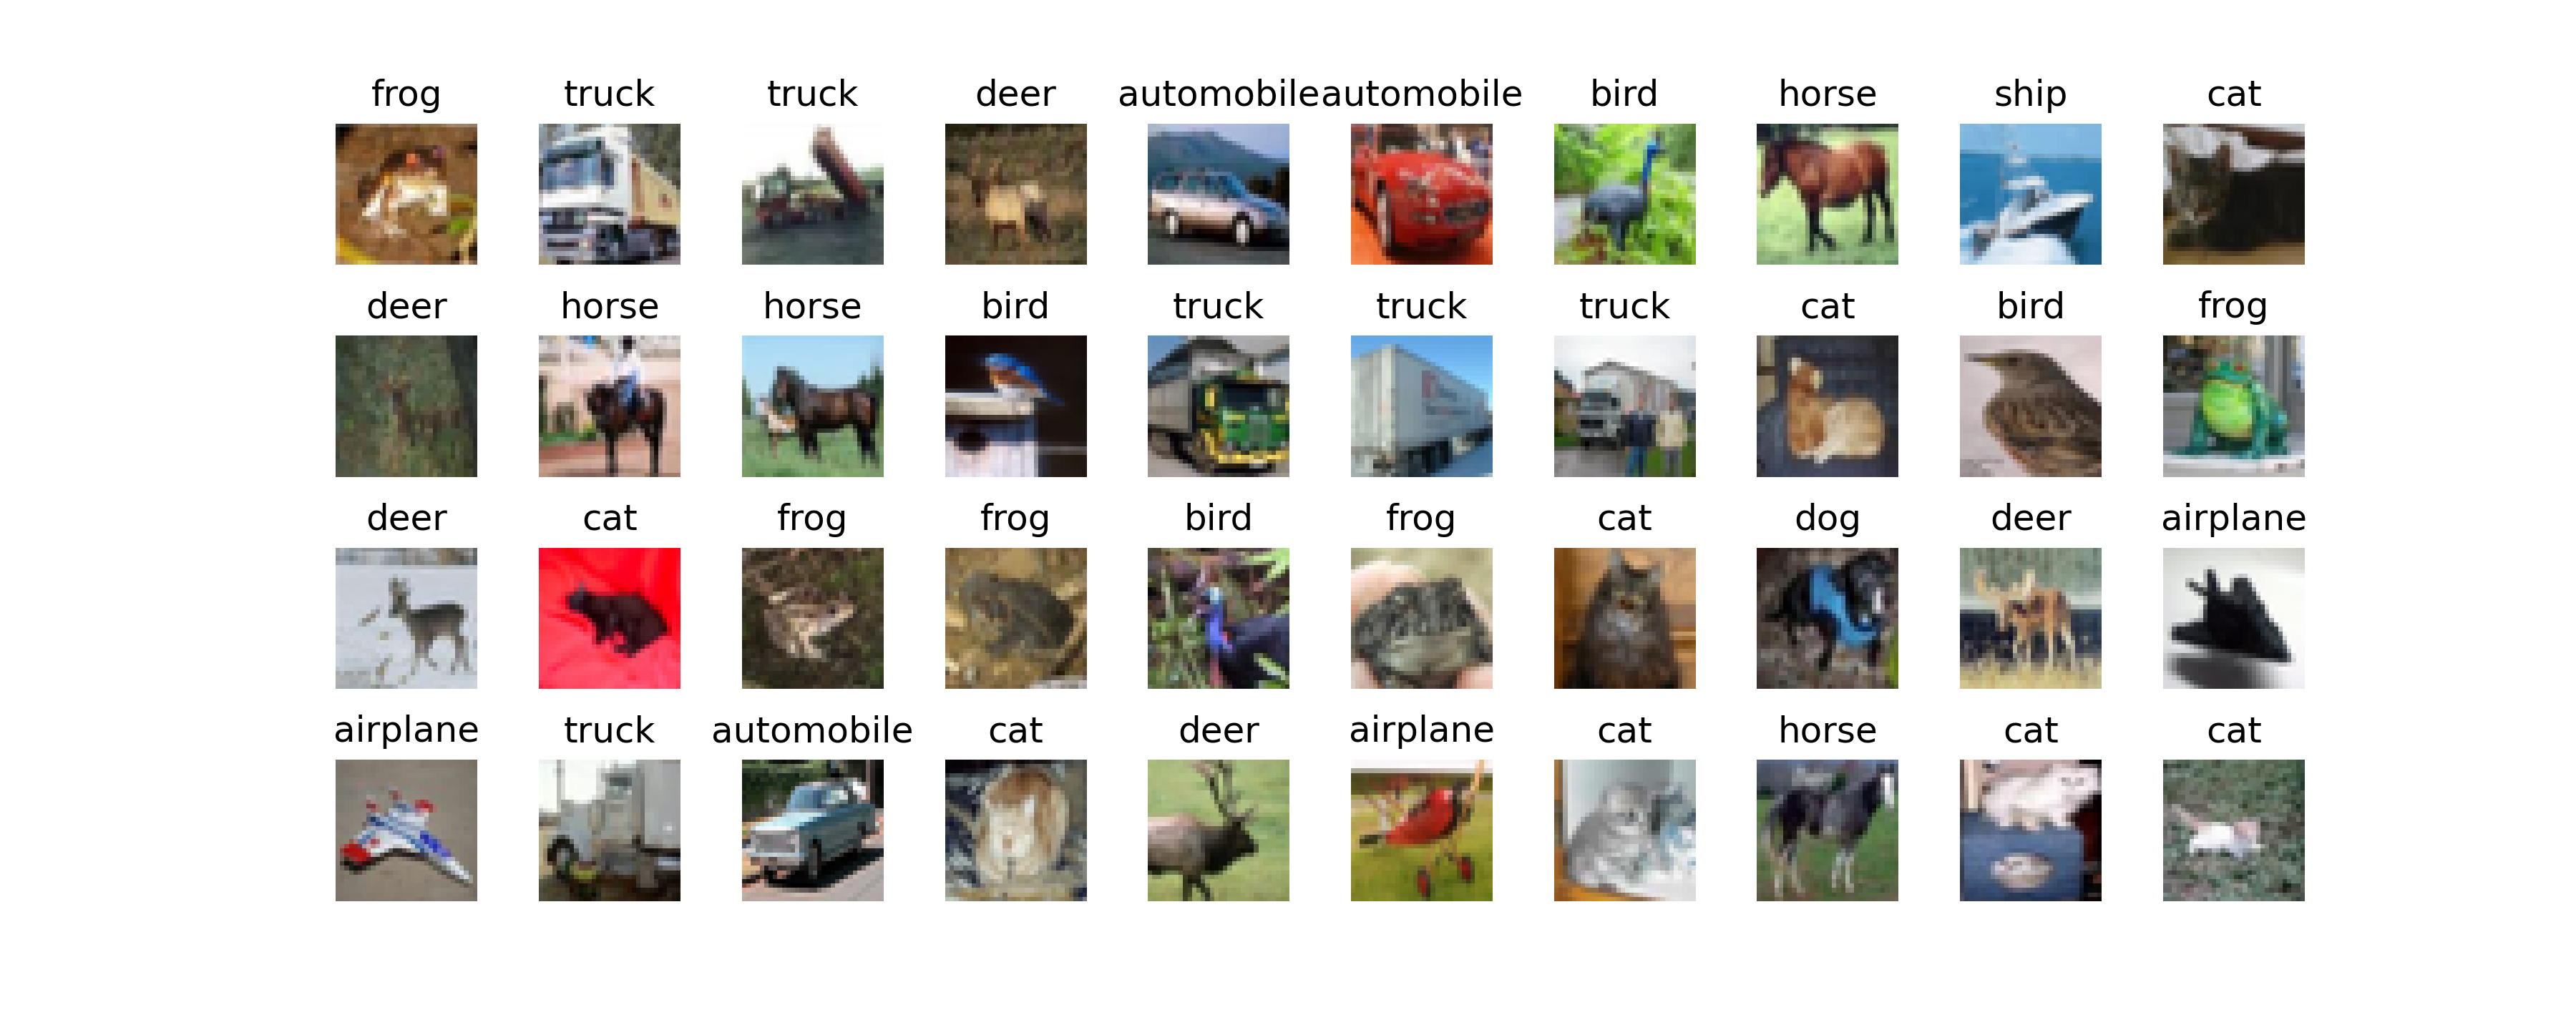 frog truck truck deer automobile automobile bird horse ship cat
deer horse horse bird truck truck truck cat bird frog
deer cat frog frog bird frog cat dog deer airplane
airplane truck automobile cat deer airplane cat horse cat cat